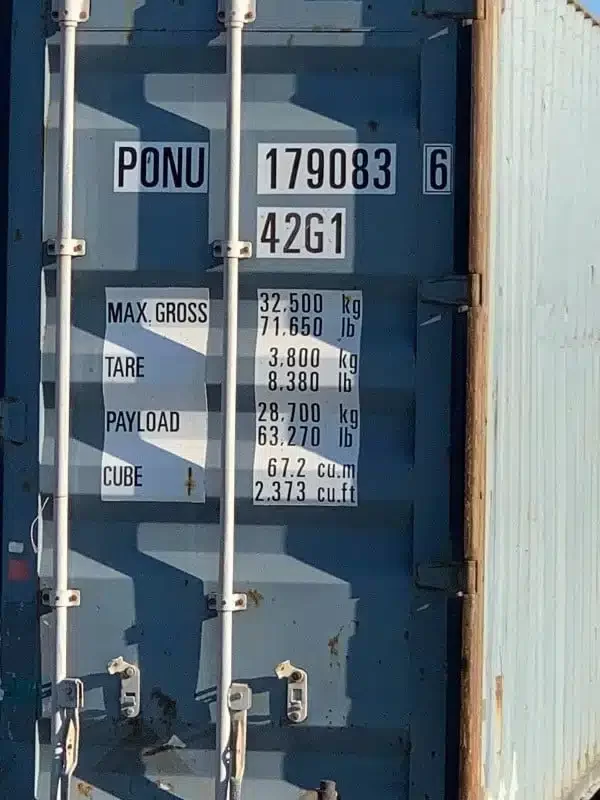 PONU 179083 6
42G1
MAX. GROSS 32,500 kg
71,650 lb
TARE 3,800 kg
8,380 lb
PAYLOAD 28,700 kg
63,270 lb
CUBE 67.2 cu.m
2,373 cu.ft